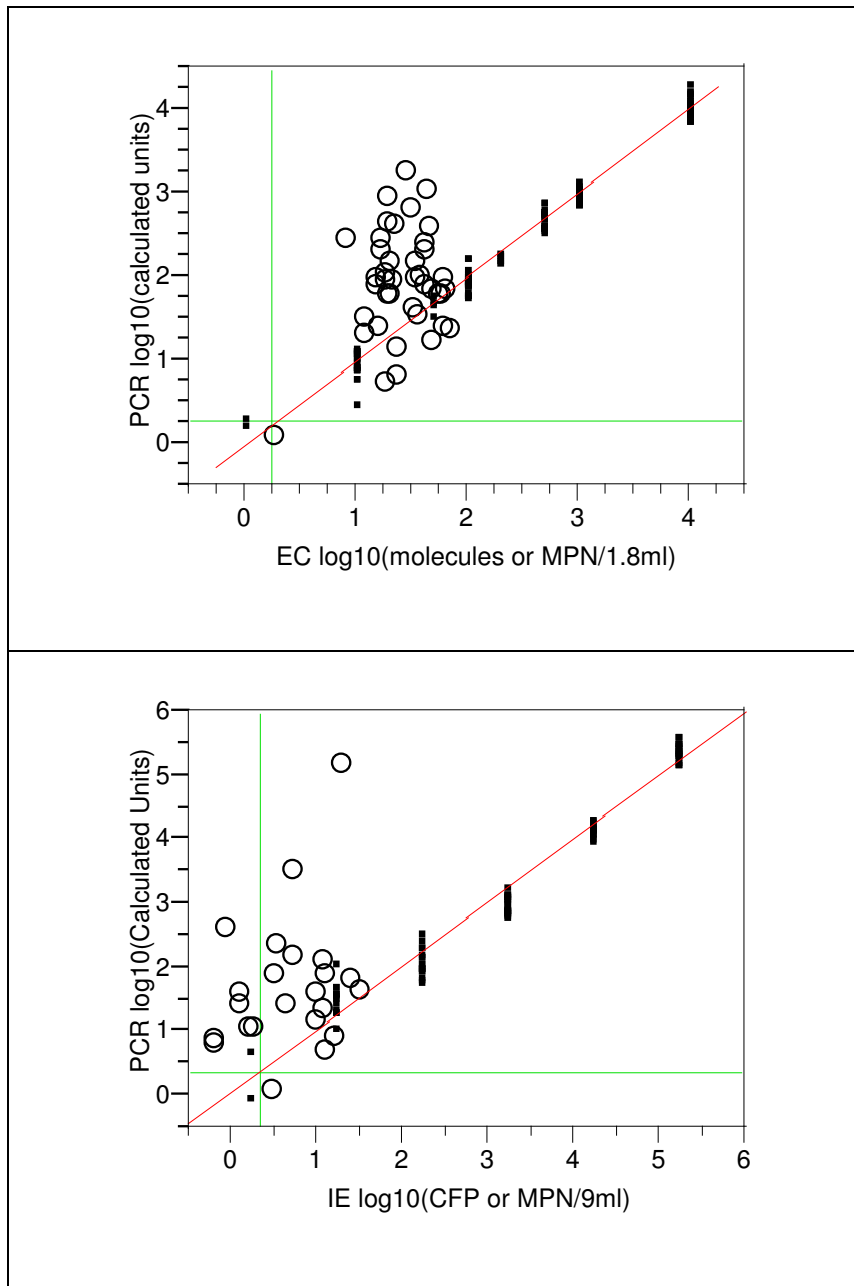 4
3
2
1
0
PCR log10(calculated units)
0 1 2 3 4
EC log10(molecules or MPN/1.8ml)
6
5
4
3
2
1
0
PCR log10(Calculated Units)
0 1 2 3 4 5 6
IE log10(CFP or MPN/9ml)